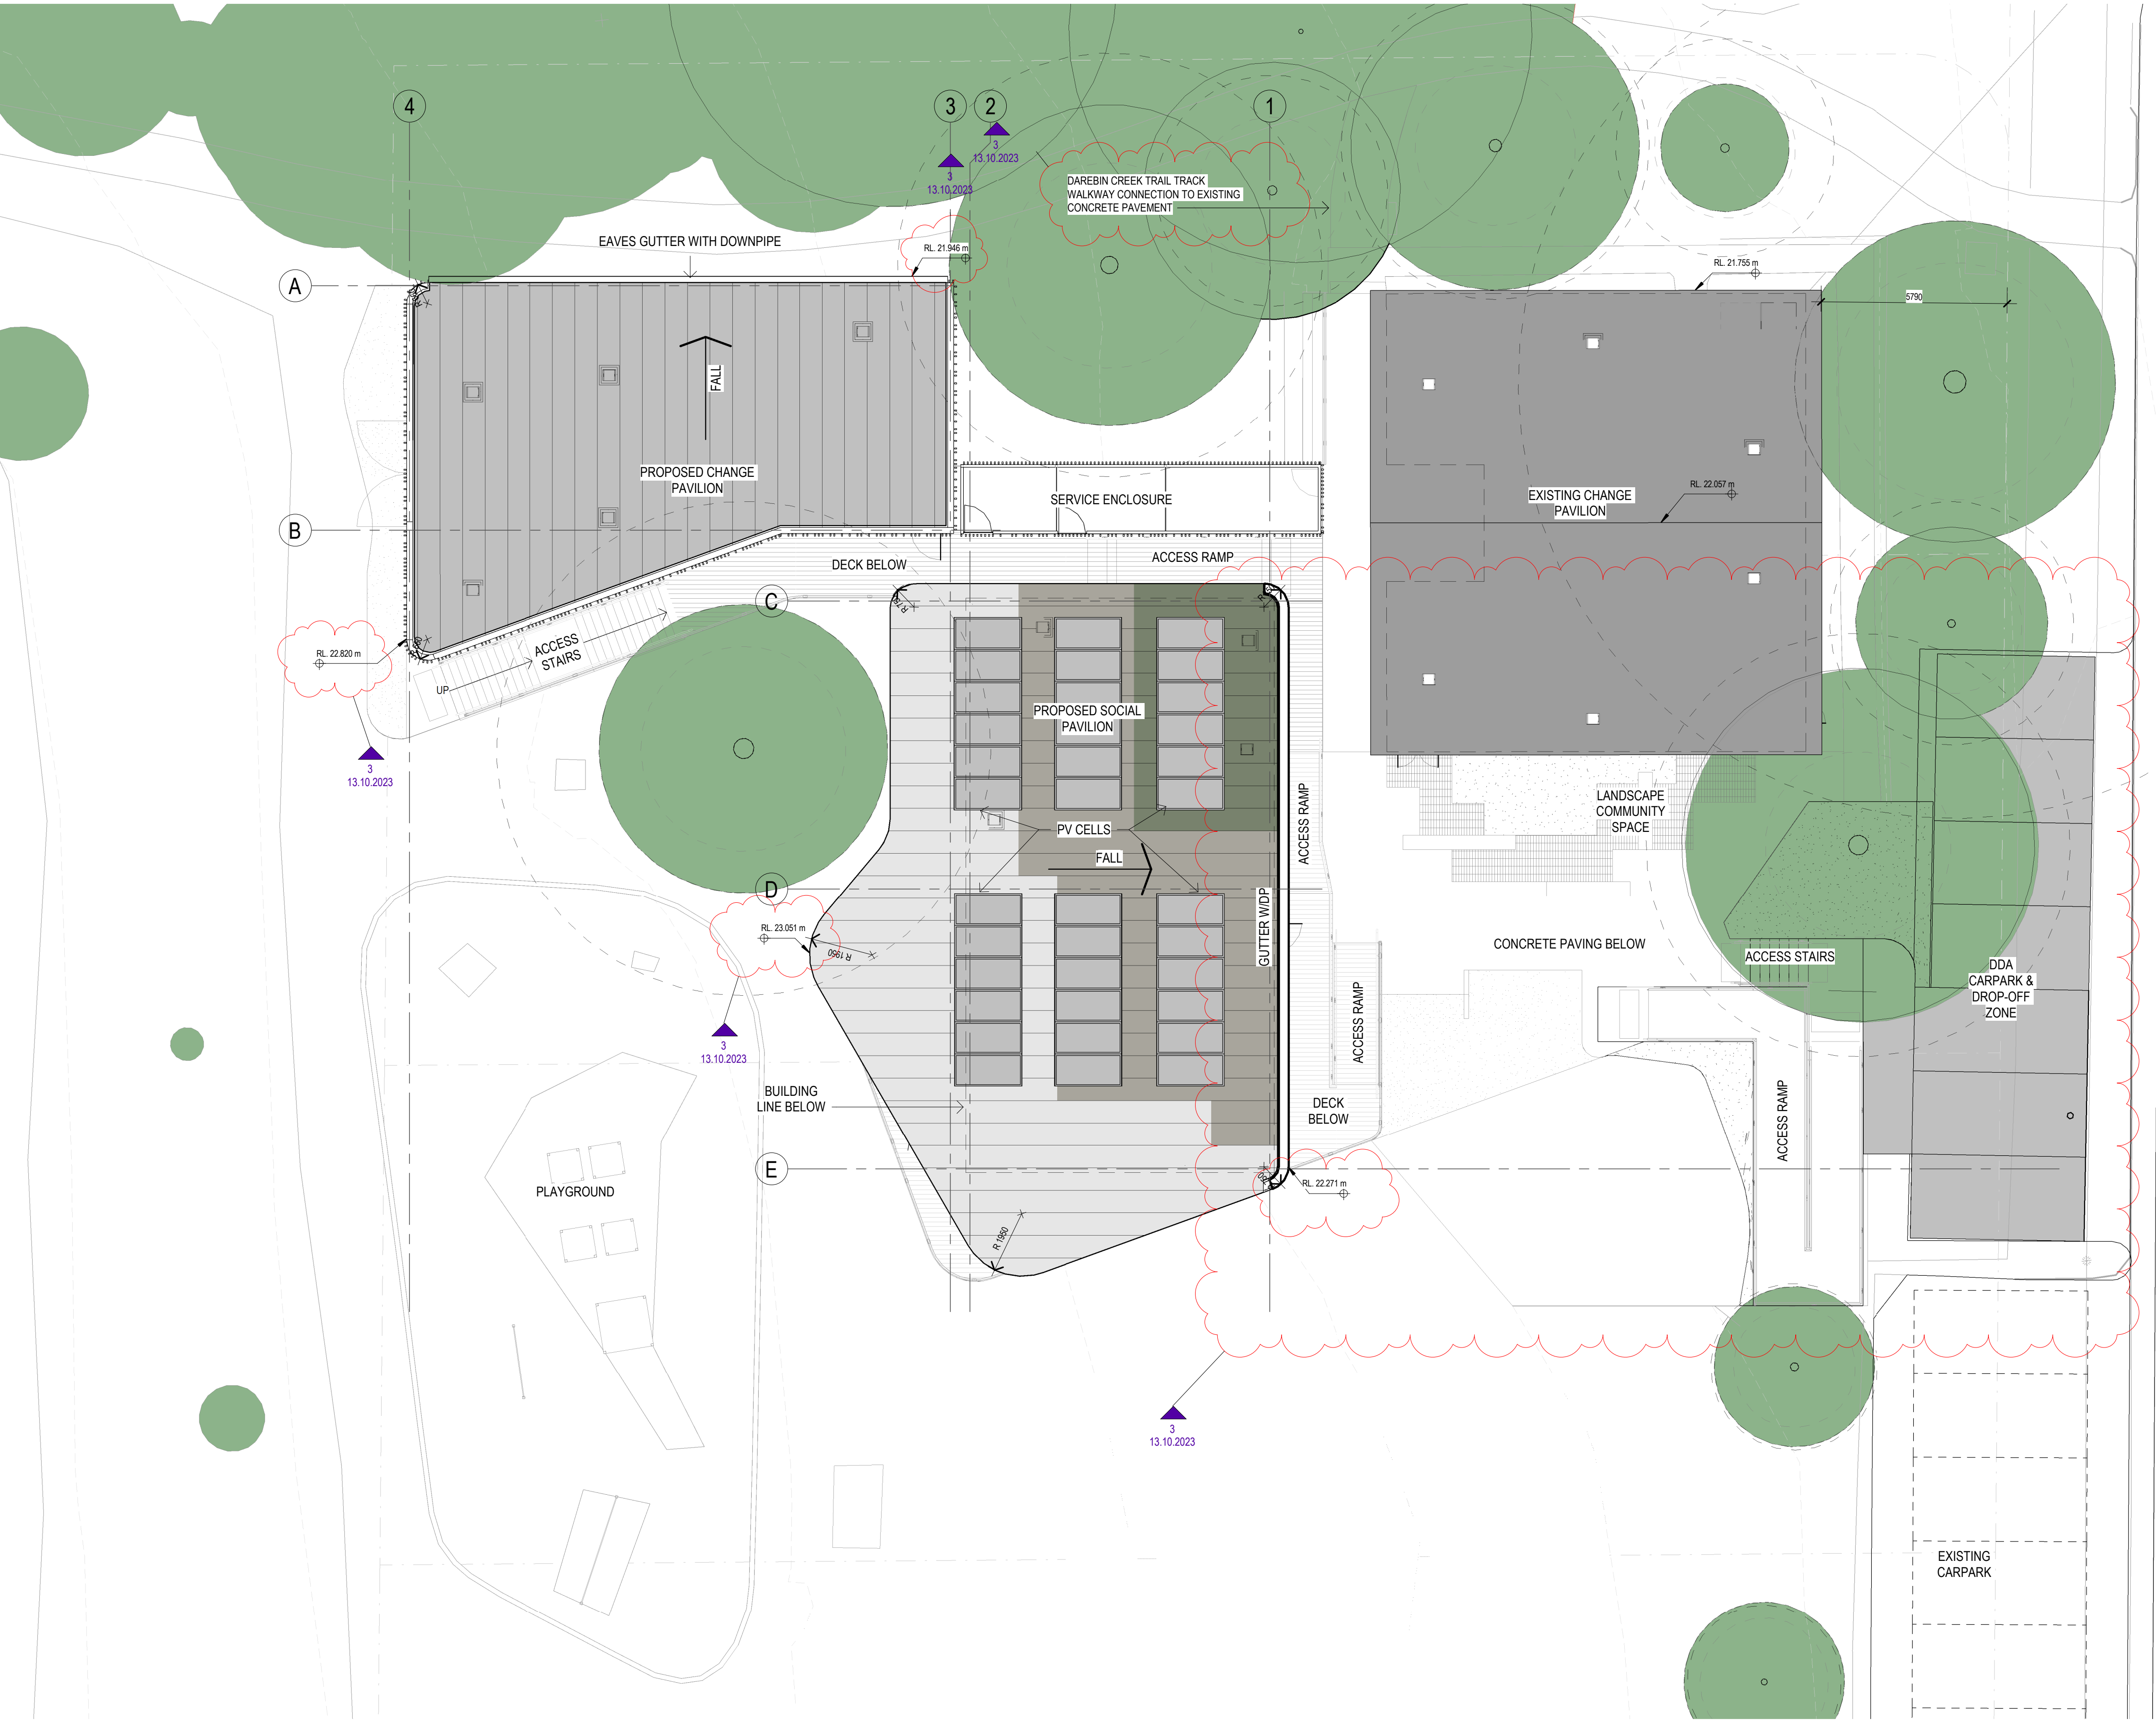 4
3
2
1
3
13.10.2023
3
13.10.2023
DAREBIN CREEK TRAIL TRACK
WALKWAY CONNECTION TO EXISTING
CONCRETE PAVEMENT
EAVES GUTTER WITH DOWNPIPE
RL. 21.946 m
RL. 21.755 m
A
5790
FALL
PROPOSED CHANGE
PAVILION
SERVICE ENCLOSURE
EXISTING CHANGE
PAVILION
RL. 22.057 m
B
DECK BELOW
ACCESS RAMP
C
RL. 22.820 m
ACCESS
STAIRS
UP
3
13.10.2023
PROPOSED SOCIAL
PAVILION
PV CELLS
FALL
ACCESS RAMP
LANDSCAPE
COMMUNITY
SPACE
D
RL. 23.051 m
R 1950
GUTTER W/DP
CONCRETE PAVING BELOW
ACCESS STAIRS
DDA
CARPARK &
DROP-OFF
ZONE
3
13.10.2023
ACCESS RAMP
BUILDING
LINE BELOW
DECK
BELOW
ACCESS RAMP
E
PLAYGROUND
RL. 22.271 m
R 1950
3
13.10.2023
EXISTING
CARPARK